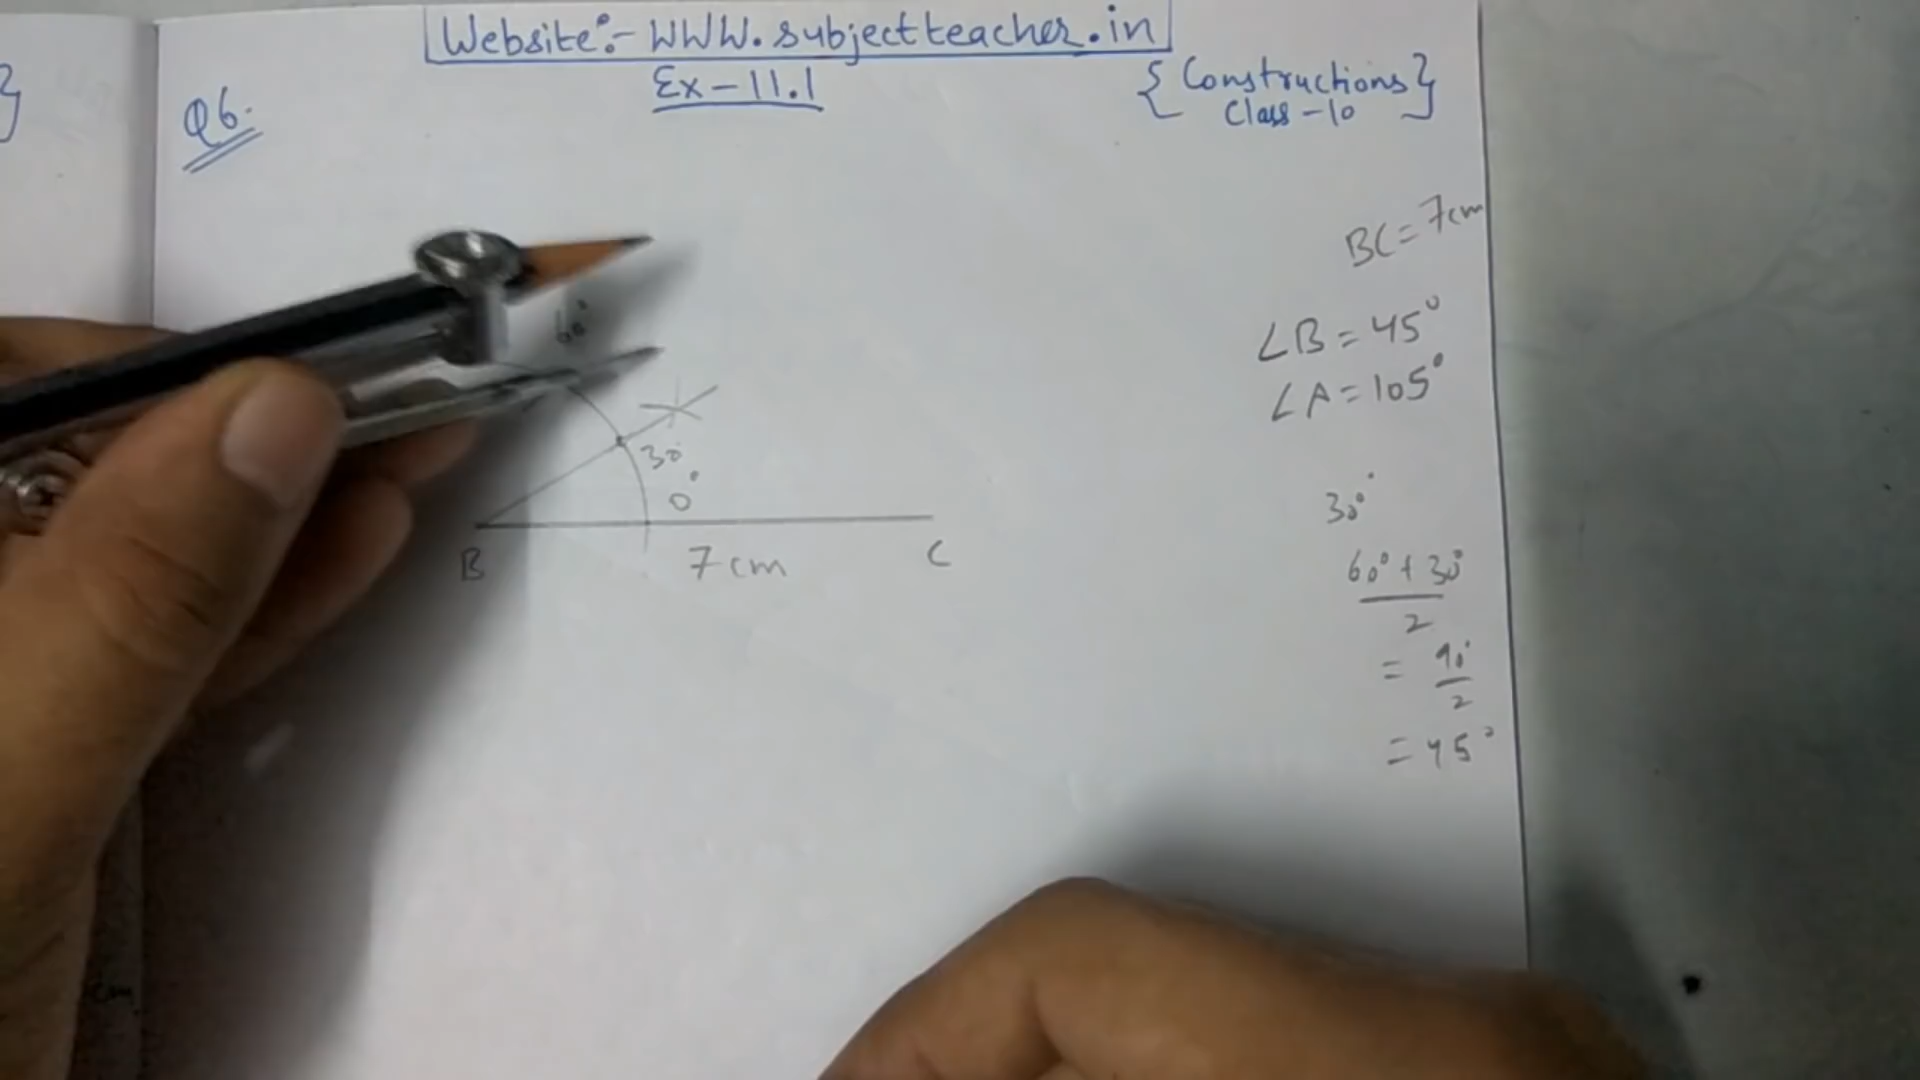 Website:- WWW.subjectteacher.in
Ex-11.1
{Constructions}
Class-10
Q6.
}
BC=7cm
∠B=45°
∠A=105°
60°
30°
0°
B
7cm
C
30°
60°+30°
2
= 90°
2
=45°
cm